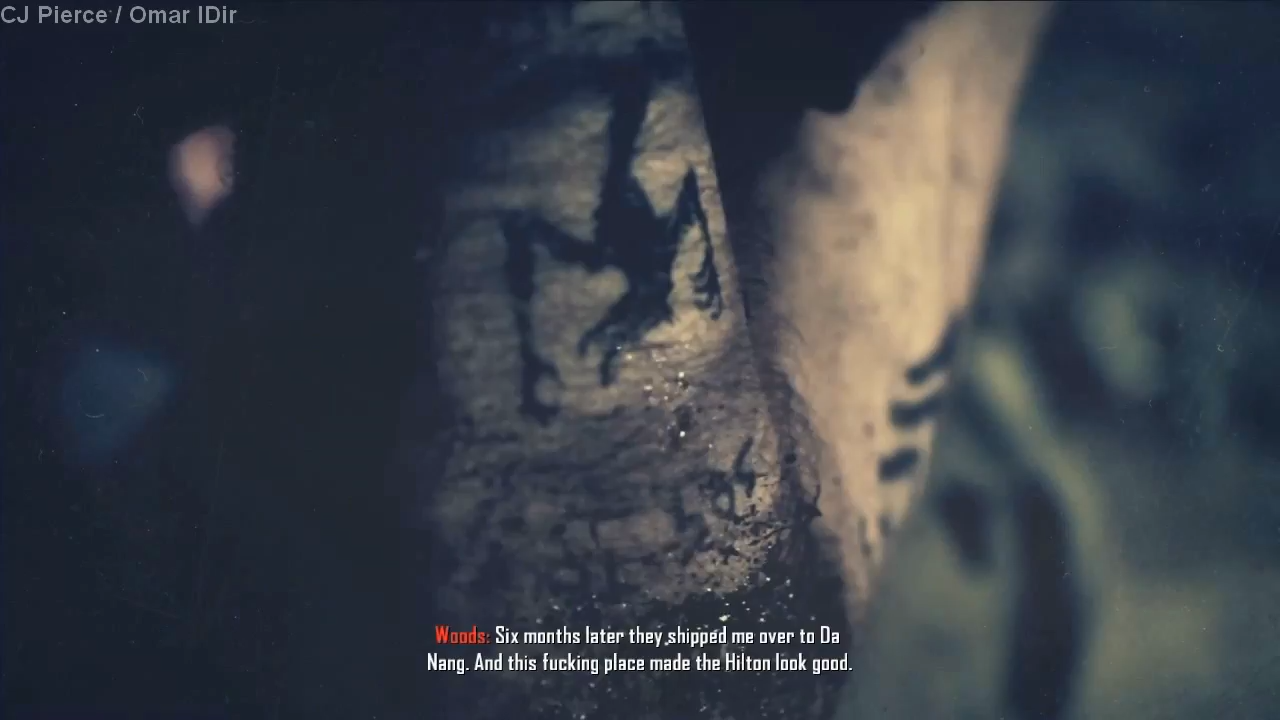 CJ Pierce / Omar IDir
Woods: Six months later they shipped me over to Da
Nang. And this fucking place made the Hilton look good.